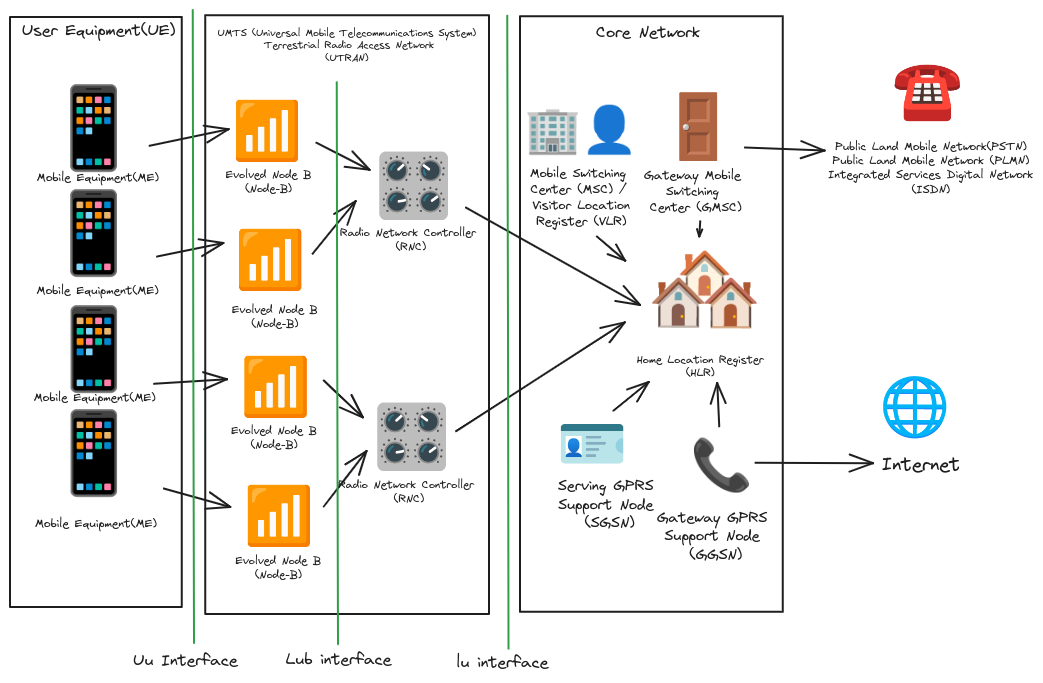 User Equipment(UE)
Mobile Equipment(ME)
Mobile Equipment(ME)
Mobile Equipment(ME)
Mobile Equipment(ME)
UMTS (Universal Mobile Telecommunications System)
Terrestrial Radio Access Network
(UTRAN)
Evolved Node B
(Node-B)
Evolved Node B
(Node-B)
Evolved Node B
(Node-B)
Evolved Node B
(Node-B)
Radio Network Controller
(RNC)
Radio Network Controller
(RNC)
Core Network
Mobile Switching
Center (MSC) /
Visitor Location
Register (VLR)
Gateway Mobile
Switching
Center (GMSC)
Home Location Register
(HLR)
Serving GPRS
Support Node
(SGSN)
Gateway GPRS
Support Node
(GGSN)
Public Land Mobile Network(PSTN)
Public Land Mobile Network (PLMN)
Integrated Services Digital Network
(ISDN)
Internet
Uu Interface
Lub interface
lu interface